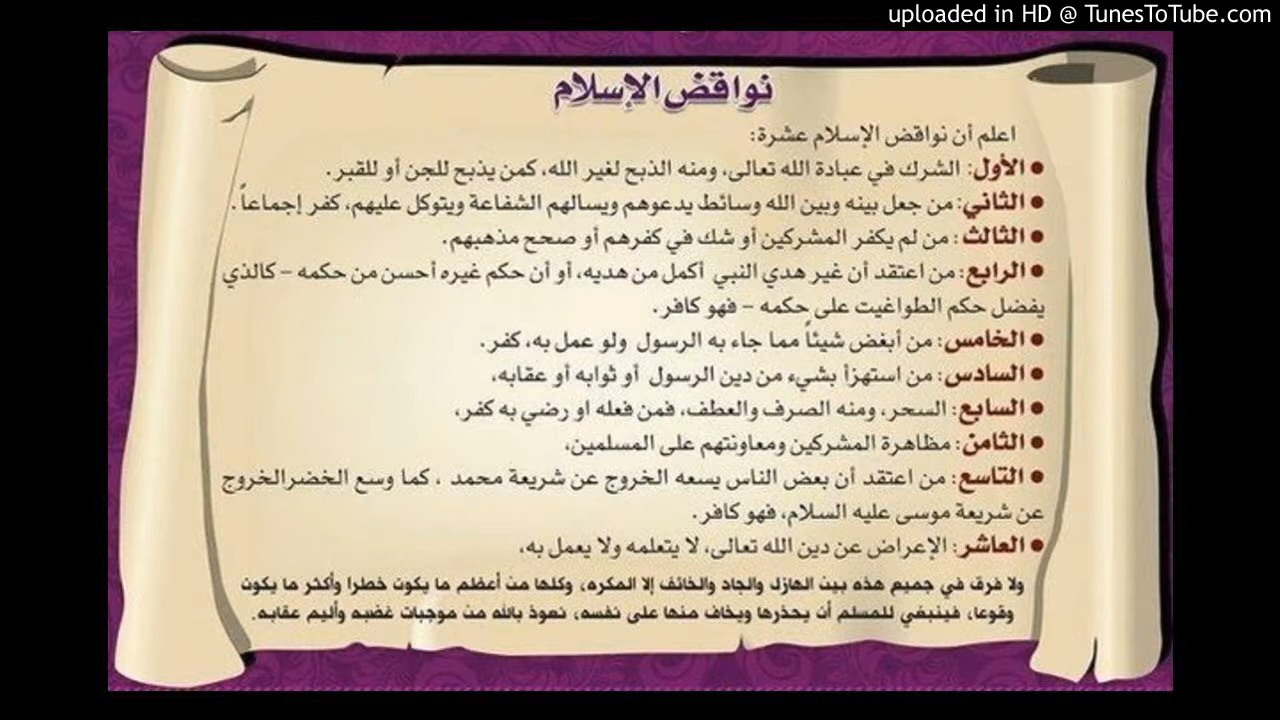 uploaded in HD @ TunesToTube.com
نواقض الإسلام
اعلم أن نواقض الإسلام عشرة:
● الأول: الشرك في عبادة الله تعالى، ومنه الذبح لغير الله، كمن يذبح للجن أو للقبر.
● الثاني: من جعل بينه وبين الله وسائط يدعوهم ويسالهم الشفاعة ويتوكل عليهم، كفر إجماعاً.
● الثالث: من لم يكفر المشركين أو شك في كفرهم أو صحح مذهبهم.
● الرابع: من اعتقد أن غير هدي النبي أكمل من هديه، أو أن حكم غيره أحسن من حكمه – كالذي
يفضل حكم الطواغيت على حكمه – فهو كافر.
● الخامس: من أبغض شيئاً مما جاء به الرسول ولو عمل به، كفر.
● السادس: من استهزأ بشيء من دين الرسول أو ثوابه أو عقابه،
● السابع: السحر، ومنه الصرف والعطف، فمن فعله او رضي به كفر،
● الثامن: مظاهرة المشركين ومعاونتهم على المسلمين،
● التاسع: من اعتقد أن بعض الناس يسعه الخروج عن شريعة محمد ، كما وسع الخضرالخروج
عن شريعة موسى عليه السلام، فهو كافر.
● العاشر: الإعراض عن دين الله تعالى، لا يتعلمه ولا يعمل به،
ولا فرق في جميع هذه بين الهازل والجاد والخائف إلا المكره، وكلها من أعظم ما يكون خطرا وأكثر ما يكون
وقوعا، فينبغي للمسلم أن يحذرها ويخاف منها على نفسه، نعوذ بالله من موجبات غضبه وأليم عقابه.